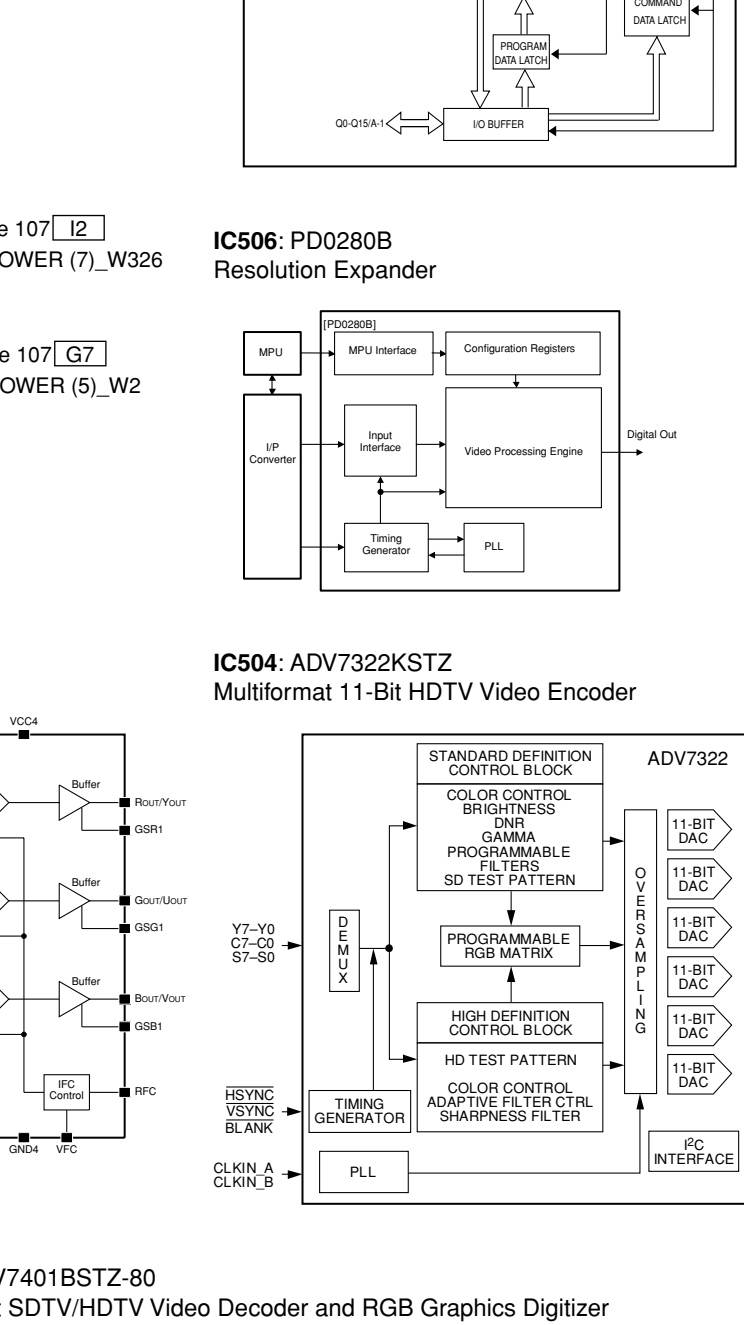 COMMAND
DATA LATCH
PROGRAM
DATA LATCH
Q0-Q15/A-1
I/O BUFFER
e 107 I2
OWER (7)_W326
e 107 G7
OWER (5)_W2
IC506: PD0280B
Resolution Expander
[PD0280B]
MPU
MPU Interface
Configuration Registers
I/P
Converter
Input
Interface
Video Processing Engine
Digital Out
Timing
Generator
PLL
IC504: ADV7322KSTZ
Multiformat 11-Bit HDTV Video Encoder
VCC4
Buffer
ROUT/YOUT
GSR1
Buffer
GOUT/UOUT
GSG1
Buffer
BOUT/VOUT
GSB1
IFC
Control
RFC
GND4
VFC
ADV7322
STANDARD DEFINITION
CONTROL BLOCK
COLOR CONTROL
BRIGHTNESS
DNR
GAMMA
PROGRAMMABLE
FILTERS
SD TEST PATTERN
Y7–Y0
C7–C0
S7–S0
DEMUX
PROGRAMMABLE
RGB MATRIX
HIGH DEFINITION
CONTROL BLOCK
HD TEST PATTERN
COLOR CONTROL
ADAPTIVE FILTER CTRL
SHARPNESS FILTER
OVERSAMPLING
11-BIT
DAC
11-BIT
DAC
11-BIT
DAC
11-BIT
DAC
11-BIT
DAC
11-BIT
DAC
HSYNC
VSYNC
BLANK
TIMING
GENERATOR
CLKIN_A
CLKIN_B
PLL
I2C
INTERFACE
V7401BSTZ-80
t SDTV/HDTV Video Decoder and RGB Graphics Digitizer